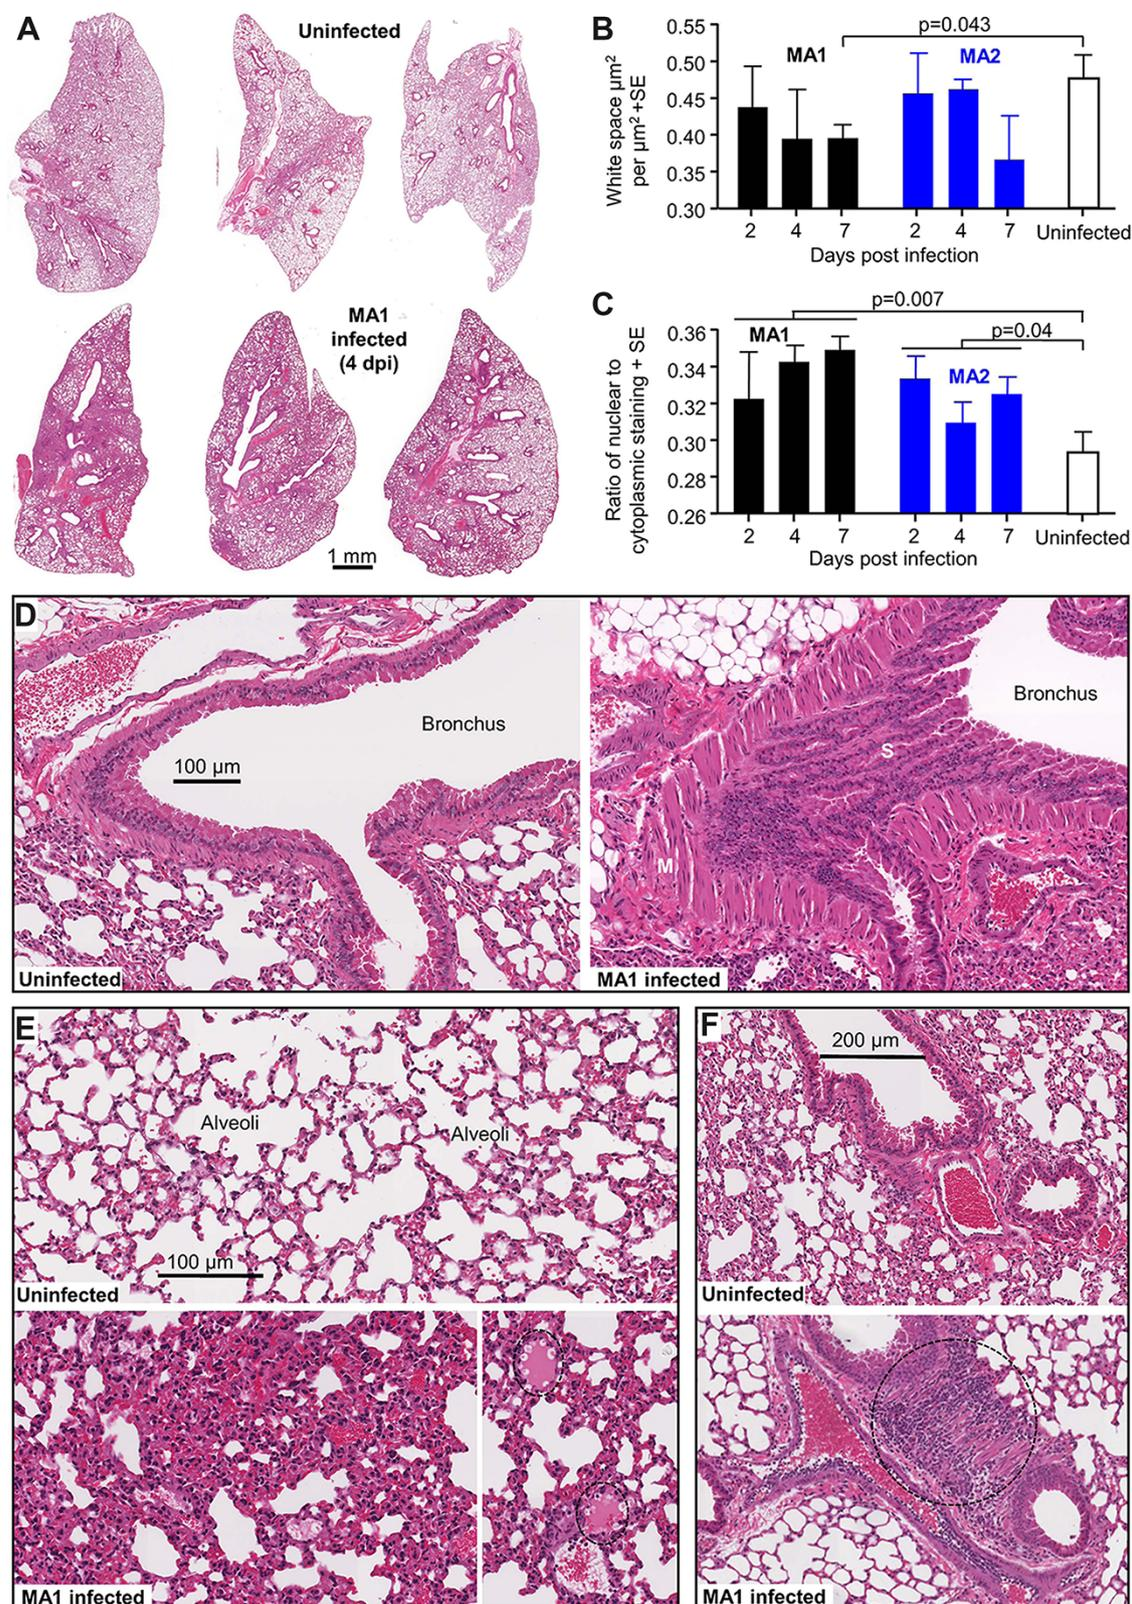 A
Uninfected
MA1
infected
(4 dpi)
1 mm
B
White space µm²
per µm² +SE
0.55
0.50
0.45
0.40
0.35
0.30
p=0.043
MA1
MA2
2 4 7 2 4 7 Uninfected
Days post infection
C
Ratio of nuclear to
cytoplasmic staining + SE
0.36
0.34
0.32
0.30
0.28
0.26
p=0.007
p=0.04
MA1
MA2
2 4 7 2 4 7 Uninfected
Days post infection
D
Bronchus
100 µm
Uninfected
Bronchus
S
M
MA1 infected
E
Alveoli
Alveoli
100 µm
Uninfected
MA1 infected
F
200 µm
Uninfected
MA1 infected